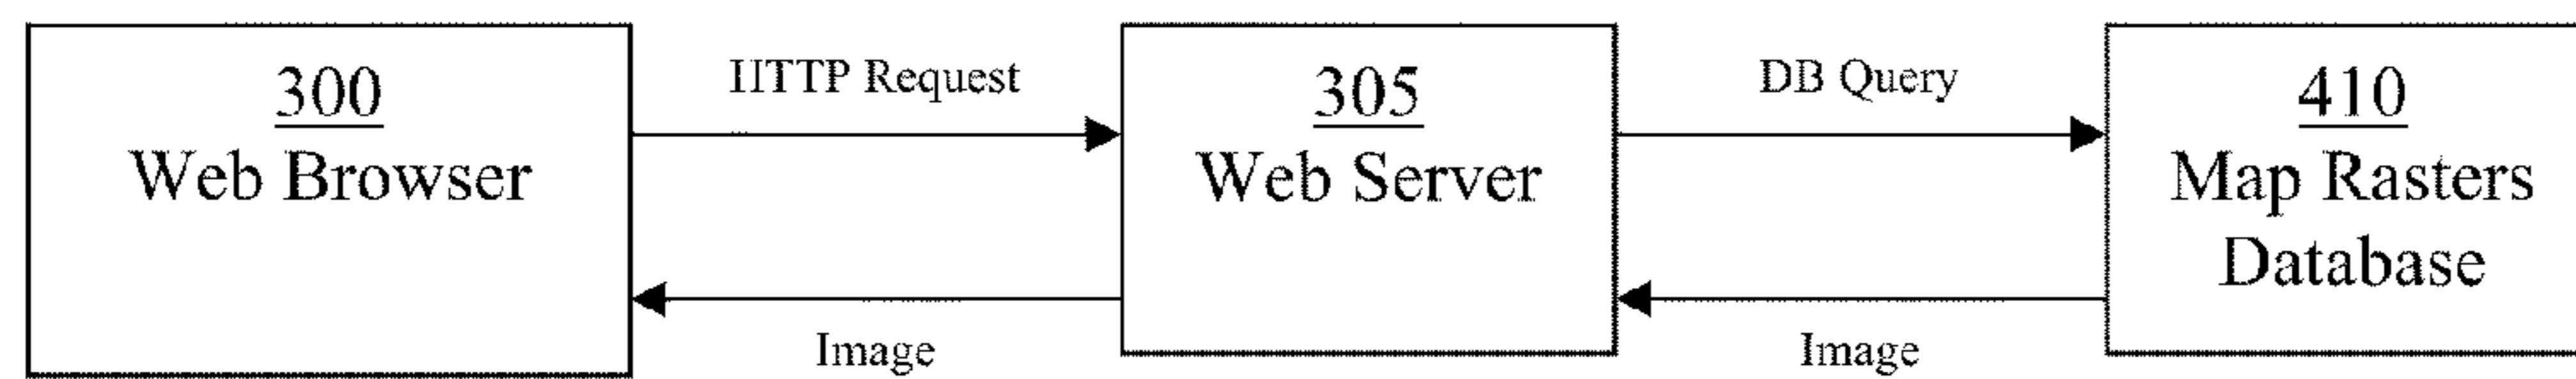 300
Web Browser
HTTP Request
Image
305
Web Server
DB Query
Image
410
Map Rasters
Database